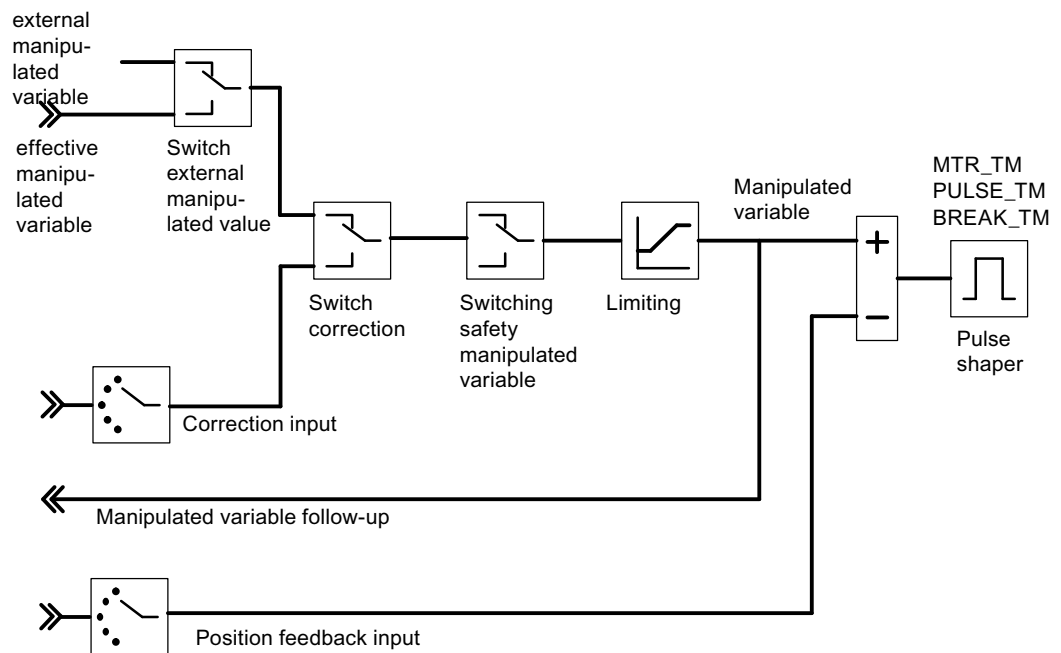 external
manipu-
lated
variable
effective
manipu-
lated
variable
Switch
external
manipu-
lated value
Switch
correction
Switching
safety
manipulated
variable
Limiting
Manipulated
variable
MTR_TM
PULSE_TM
BREAK_TM
+
–
Pulse
shaper
Correction input
Manipulated variable follow-up
Position feedback input